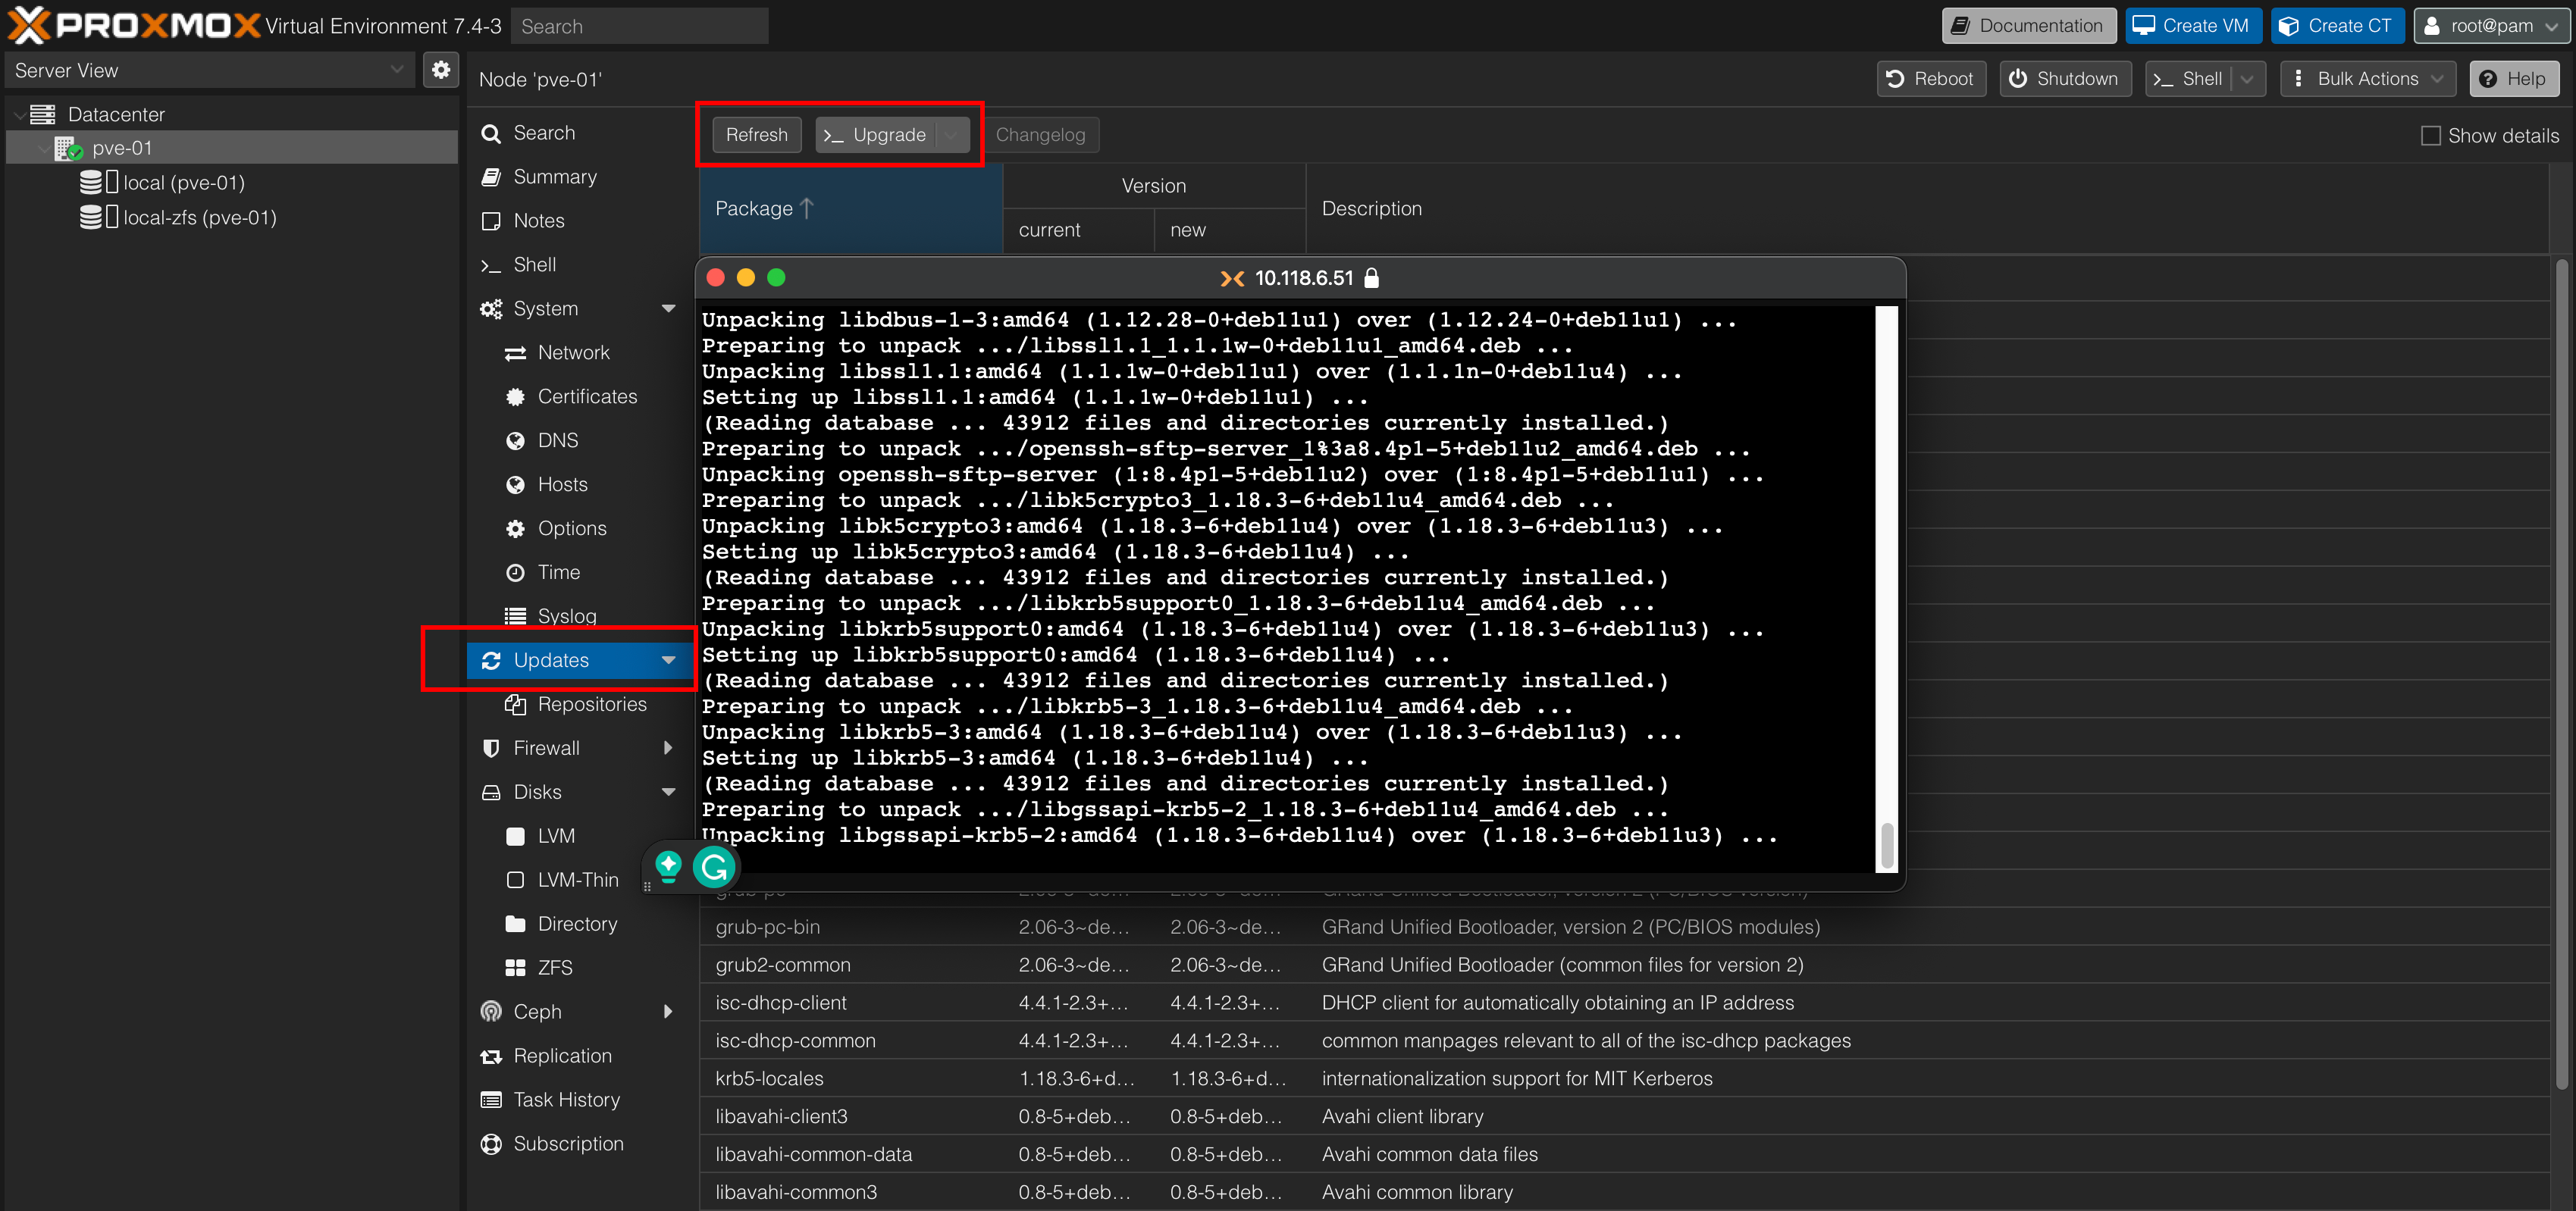 PROXMOX Virtual Environment 7.4-3 Search Documentation Create VM Create CT root@pam
Server View
Node 'pve-01' Reboot Shutdown Shell Bulk Actions Help
Datacenter
pve-01
local (pve-01)
local-zfs (pve-01)
Search
Summary
Notes
Shell
System
Network
Certificates
DNS
Hosts
Options
Time
Syslog
Updates
Repositories
Firewall
Disks
LVM
LVM-Thin
Directory
ZFS
Ceph
Replication
Task History
Subscription
Refresh Upgrade Changelog Show details
Package Version Description
current new
10.118.6.51
Unpacking libdbus-1-3:amd64 (1.12.28-0+deb11u1) over (1.12.24-0+deb11u1) ...
Preparing to unpack .../libssl1.1_1.1.1w-0+deb11u1_amd64.deb ...
Unpacking libssl1.1:amd64 (1.1.1w-0+deb11u1) over (1.1.1n-0+deb11u4) ...
Setting up libssl1.1:amd64 (1.1.1w-0+deb11u1) ...
(Reading database ... 43912 files and directories currently installed.)
Preparing to unpack .../openssh-sftp-server_1%3a8.4p1-5+deb11u2_amd64.deb ...
Unpacking openssh-sftp-server (1:8.4p1-5+deb11u2) over (1:8.4p1-5+deb11u1) ...
Preparing to unpack .../libk5crypto3_1.18.3-6+deb11u4_amd64.deb ...
Unpacking libk5crypto3:amd64 (1.18.3-6+deb11u4) over (1.18.3-6+deb11u3) ...
Setting up libk5crypto3:amd64 (1.18.3-6+deb11u4) ...
(Reading database ... 43912 files and directories currently installed.)
Preparing to unpack .../libkrb5support0_1.18.3-6+deb11u4_amd64.deb ...
Unpacking libkrb5support0:amd64 (1.18.3-6+deb11u4) over (1.18.3-6+deb11u3) ...
Setting up libkrb5support0:amd64 (1.18.3-6+deb11u4) ...
(Reading database ... 43912 files and directories currently installed.)
Preparing to unpack .../libkrb5-3_1.18.3-6+deb11u4_amd64.deb ...
Unpacking libkrb5-3:amd64 (1.18.3-6+deb11u4) over (1.18.3-6+deb11u3) ...
Setting up libkrb5-3:amd64 (1.18.3-6+deb11u4) ...
(Reading database ... 43912 files and directories currently installed.)
Preparing to unpack .../libgssapi-krb5-2_1.18.3-6+deb11u4_amd64.deb ...
Unpacking libgssapi-krb5-2:amd64 (1.18.3-6+deb11u4) over (1.18.3-6+deb11u3) ...
grub-pc 2.06-3~de... 2.06-3~de... GRand Unified Bootloader, version 2 (PC/BIOS version)
grub-pc-bin 2.06-3~de... 2.06-3~de... GRand Unified Bootloader, version 2 (PC/BIOS modules)
grub2-common 2.06-3~de... 2.06-3~de... GRand Unified Bootloader (common files for version 2)
isc-dhcp-client 4.4.1-2.3+... 4.4.1-2.3+... DHCP client for automatically obtaining an IP address
isc-dhcp-common 4.4.1-2.3+... 4.4.1-2.3+... common manpages relevant to all of the isc-dhcp packages
krb5-locales 1.18.3-6+d... 1.18.3-6+d... internationalization support for MIT Kerberos
libavahi-client3 0.8-5+deb... 0.8-5+deb... Avahi client library
libavahi-common-data 0.8-5+deb... 0.8-5+deb... Avahi common data files
libavahi-common3 0.8-5+deb... 0.8-5+deb... Avahi common library